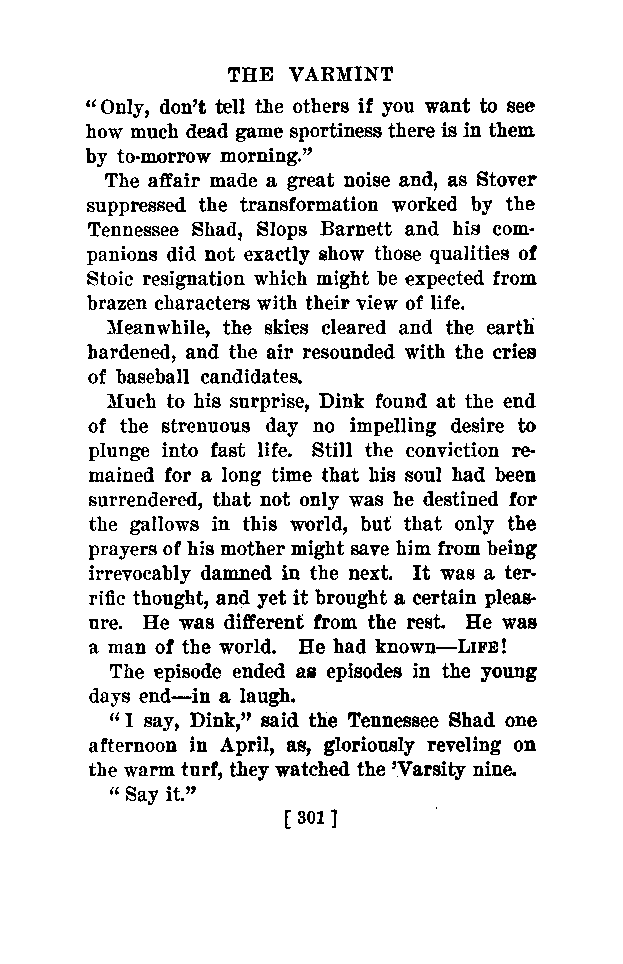 THE VARMINT
“Only, don’t tell the others if you want to see
how much dead game sportiness there is in them
by to-morrow morning.”
The affair made a great noise and, as Stover
suppressed the transformation worked by the
Tennessee Shad, Slops Barnett and his com-
panions did not exactly show those qualities of
Stoic resignation which might be expected from
brazen characters with their view of life.
Meanwhile, the skies cleared and the earth
hardened, and the air resounded with the cries
of baseball candidates.
Much to his surprise, Dink found at the end
of the strenuous day no impelling desire to
plunge into fast life. Still the conviction re-
mained for a long time that his soul had been
surrendered, that not only was he destined for
the gallows in this world, but that only the
prayers of his mother might save him from being
irrevocably damned in the next. It was a ter-
rific thought, and yet it brought a certain pleas-
ure. He was different from the rest. He was
a man of the world. He had known—LIFE!
The episode ended as episodes in the young
days end—in a laugh.
“I say, Dink,” said the Tennessee Shad one
afternoon in April, as, gloriously reveling on
the warm turf, they watched the ’Varsity nine.
“Say it.”
[ 301 ]